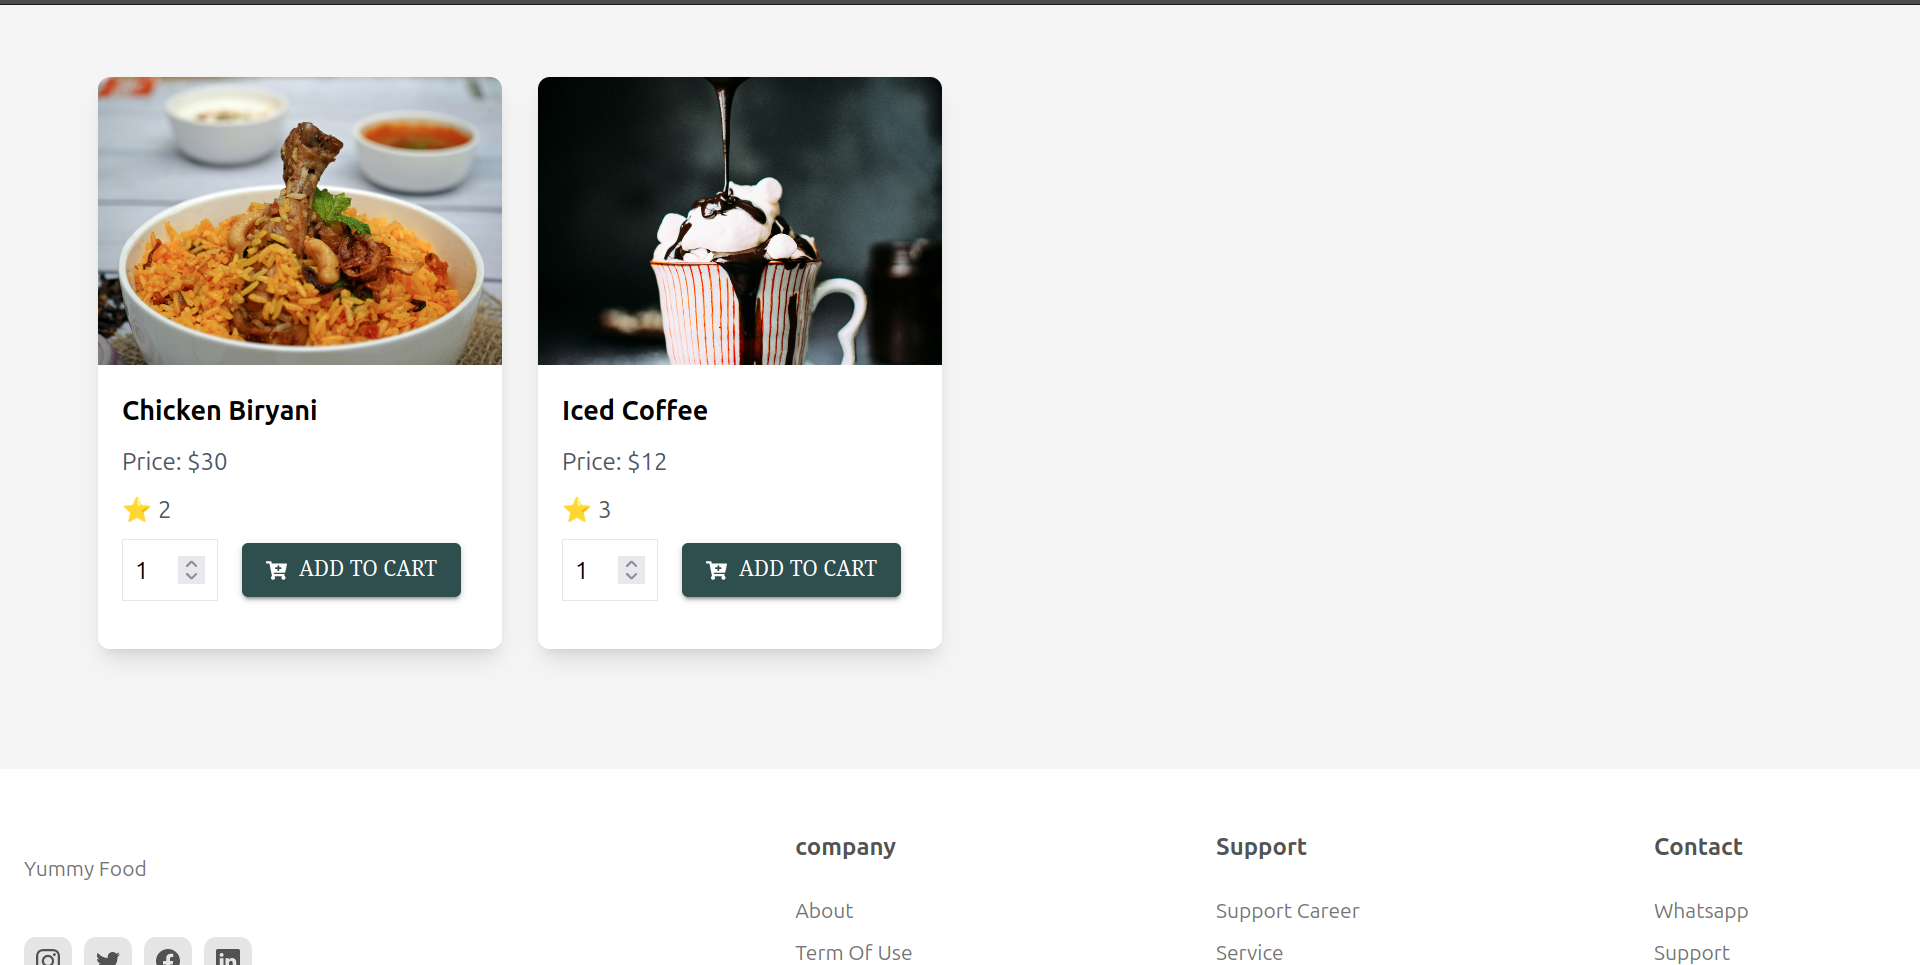 Chicken Biryani
Price: $30
⭐ 2
1
ADD TO CART
Iced Coffee
Price: $12
⭐ 3
1
ADD TO CART
Yummy Food
company
About
Term Of Use
Support
Support Career
Service
Contact
Whatsapp
Support